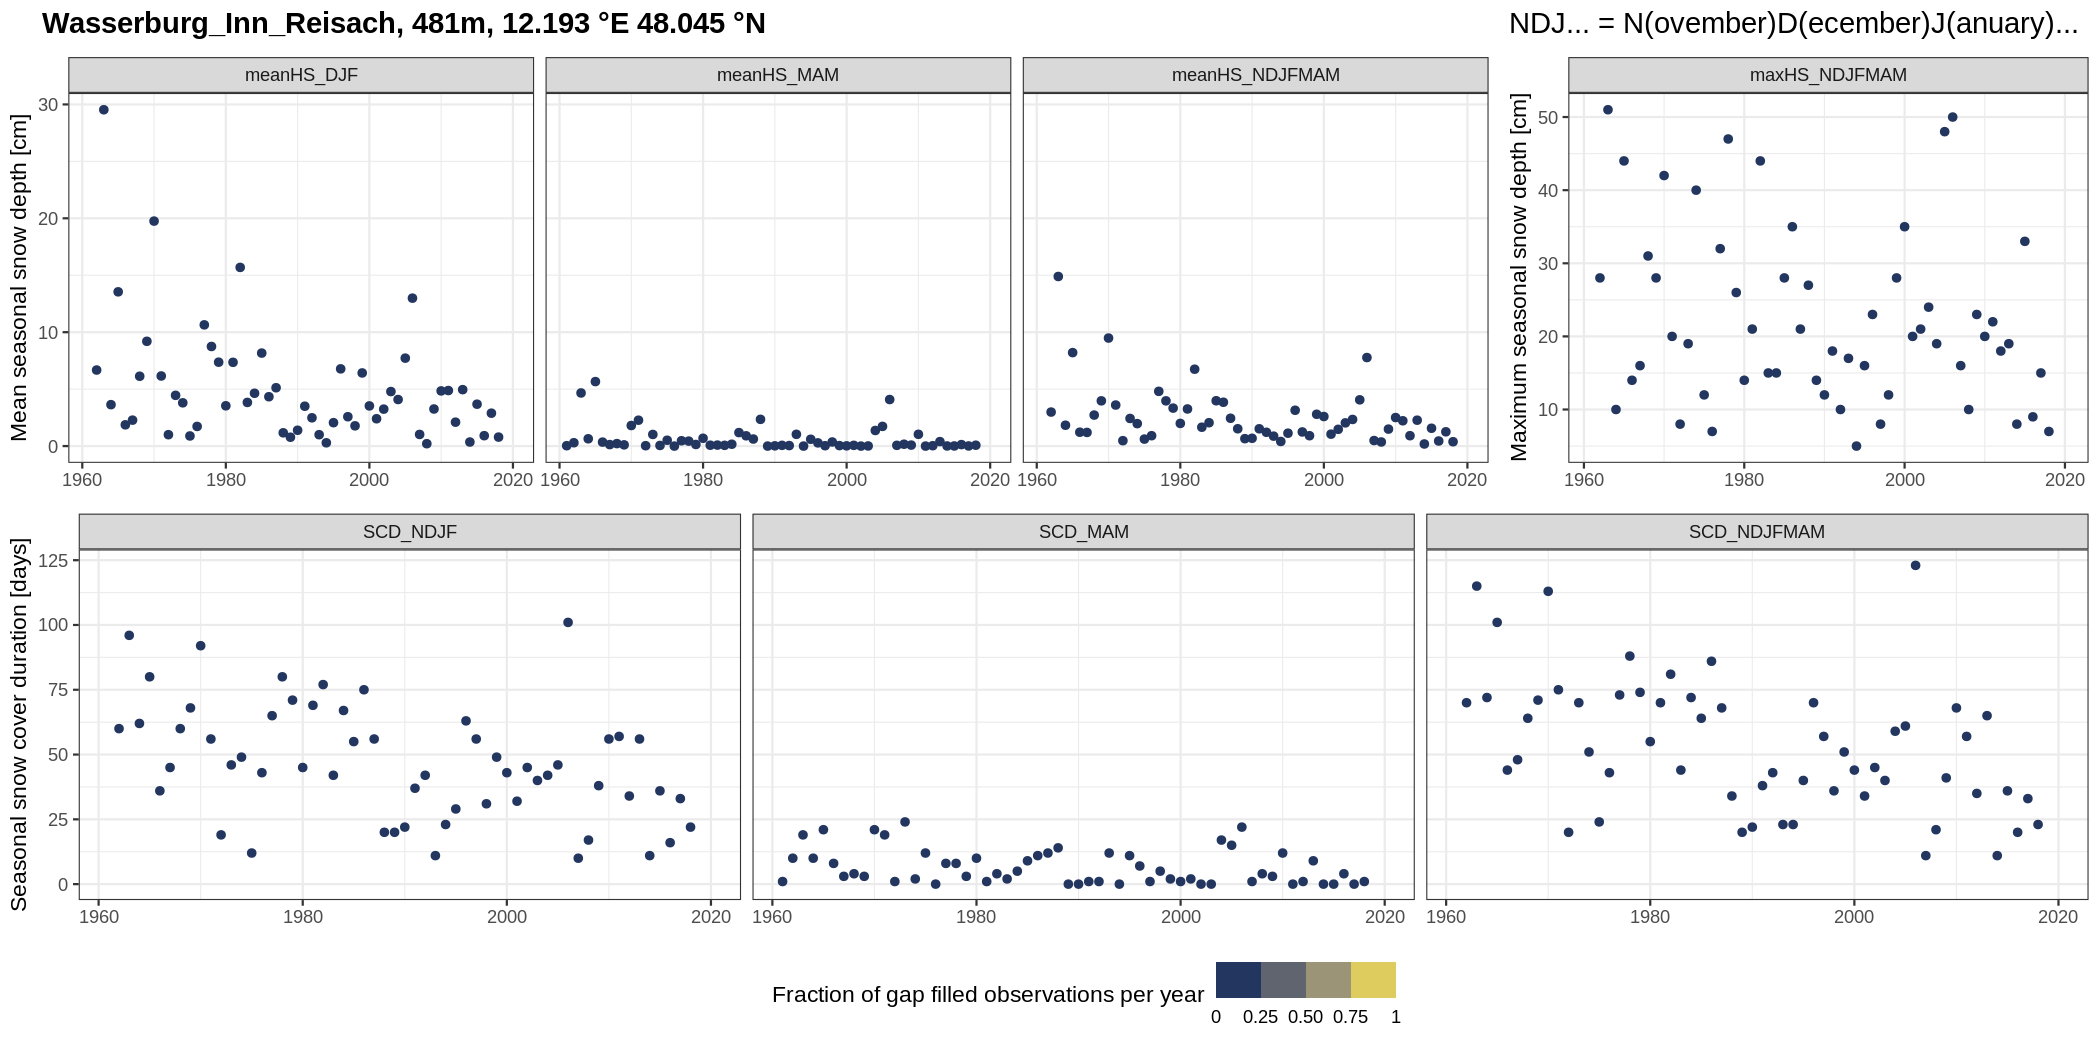 Wasserburg_Inn_Reisach, 481m, 12.193 °E 48.045 °N
NDJ... = N(ovember)D(ecember)J(anuary)...
meanHS_DJF
meanHS_MAM
meanHS_NDJFMAM
maxHS_NDJFMAM
Mean seasonal snow depth [cm]
30
20
10
0
1960 1980 2000 2020
1960 1980 2000 2020
1960 1980 2000 2020
Maximum seasonal snow depth [cm]
50
40
30
20
10
1960 1980 2000 2020
SCD_NDJF
SCD_MAM
SCD_NDJFMAM
Seasonal snow cover duration [days]
125
100
75
50
25
0
1960 1980 2000 2020
1960 1980 2000 2020
1960 1980 2000 2020
Fraction of gap filled observations per year
0 0.25 0.50 0.75 1